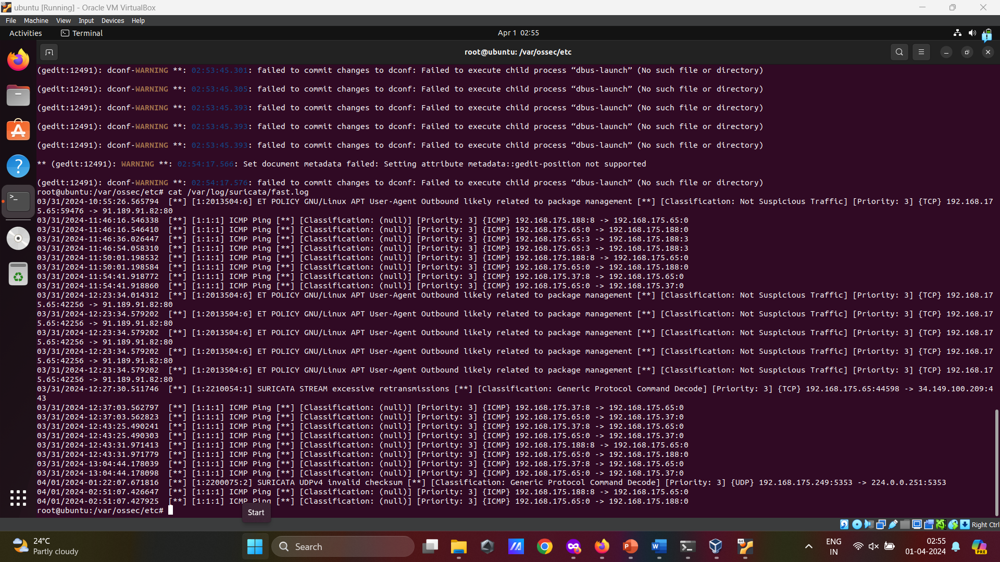 ubuntu [Running] - Oracle VM VirtualBox
File Machine View Input Devices Help
Activities Terminal Apr 1 02:55
root@ubuntu: /var/ossec/etc
(gedit:12491): dconf-WARNING **: 02:53:45.301: failed to commit changes to dconf: Failed to execute child process “dbus-launch” (No such file or directory)
(gedit:12491): dconf-WARNING **: 02:53:45.305: failed to commit changes to dconf: Failed to execute child process “dbus-launch” (No such file or directory)
(gedit:12491): dconf-WARNING **: 02:53:45.393: failed to commit changes to dconf: Failed to execute child process “dbus-launch” (No such file or directory)
(gedit:12491): dconf-WARNING **: 02:53:45.393: failed to commit changes to dconf: Failed to execute child process “dbus-launch” (No such file or directory)
(gedit:12491): dconf-WARNING **: 02:53:45.393: failed to commit changes to dconf: Failed to execute child process “dbus-launch” (No such file or directory)
** (gedit:12491): WARNING **: 02:54:17.566: Set document metadata failed: Setting attribute metadata::gedit-position not supported
(gedit:12491): dconf-WARNING **: 02:54:17.576: failed to commit changes to dconf: Failed to execute child process “dbus-launch” (No such file or directory)
root@ubuntu:/var/ossec/etc# cat /var/log/suricata/fast.log
03/31/2024-10:55:26.565794  [**] [1:2013504:6] ET POLICY GNU/Linux APT User-Agent Outbound likely related to package management [**] [Classification: Not Suspicious Traffic] [Priority: 3] {TCP} 192.168.17
5.65:59476 -> 91.189.91.82:80
03/31/2024-11:46:16.546338  [**] [1:1:1] ICMP Ping [**] [Classification: (null)] [Priority: 3] {ICMP} 192.168.175.188:8 -> 192.168.175.65:0
03/31/2024-11:46:16.546410  [**] [1:1:1] ICMP Ping [**] [Classification: (null)] [Priority: 3] {ICMP} 192.168.175.65:0 -> 192.168.175.188:0
03/31/2024-11:46:36.026447  [**] [1:1:1] ICMP Ping [**] [Classification: (null)] [Priority: 3] {ICMP} 192.168.175.65:3 -> 192.168.175.188:3
03/31/2024-11:46:54.058310  [**] [1:1:1] ICMP Ping [**] [Classification: (null)] [Priority: 3] {ICMP} 192.168.175.65:3 -> 192.168.175.188:3
03/31/2024-11:50:01.198532  [**] [1:1:1] ICMP Ping [**] [Classification: (null)] [Priority: 3] {ICMP} 192.168.175.188:8 -> 192.168.175.65:0
03/31/2024-11:50:01.198584  [**] [1:1:1] ICMP Ping [**] [Classification: (null)] [Priority: 3] {ICMP} 192.168.175.65:0 -> 192.168.175.188:0
03/31/2024-11:54:41.918772  [**] [1:1:1] ICMP Ping [**] [Classification: (null)] [Priority: 3] {ICMP} 192.168.175.37:8 -> 192.168.175.65:0
03/31/2024-11:54:41.918860  [**] [1:1:1] ICMP Ping [**] [Classification: (null)] [Priority: 3] {ICMP} 192.168.175.65:0 -> 192.168.175.37:0
03/31/2024-12:23:34.014312  [**] [1:2013504:6] ET POLICY GNU/Linux APT User-Agent Outbound likely related to package management [**] [Classification: Not Suspicious Traffic] [Priority: 3] {TCP} 192.168.17
5.65:42256 -> 91.189.91.82:80
03/31/2024-12:23:34.579202  [**] [1:2013504:6] ET POLICY GNU/Linux APT User-Agent Outbound likely related to package management [**] [Classification: Not Suspicious Traffic] [Priority: 3] {TCP} 192.168.17
5.65:42256 -> 91.189.91.82:80
03/31/2024-12:23:34.579202  [**] [1:2013504:6] ET POLICY GNU/Linux APT User-Agent Outbound likely related to package management [**] [Classification: Not Suspicious Traffic] [Priority: 3] {TCP} 192.168.17
5.65:42256 -> 91.189.91.82:80
03/31/2024-12:23:34.579202  [**] [1:2013504:6] ET POLICY GNU/Linux APT User-Agent Outbound likely related to package management [**] [Classification: Not Suspicious Traffic] [Priority: 3] {TCP} 192.168.17
5.65:42256 -> 91.189.91.82:80
03/31/2024-12:23:34.579202  [**] [1:2013504:6] ET POLICY GNU/Linux APT User-Agent Outbound likely related to package management [**] [Classification: Not Suspicious Traffic] [Priority: 3] {TCP} 192.168.17
5.65:42256 -> 91.189.91.82:80
03/31/2024-12:27:30.511746  [**] [1:2210054:1] SURICATA STREAM excessive retransmissions [**] [Classification: Generic Protocol Command Decode] [Priority: 3] {TCP} 192.168.175.65:44598 -> 34.149.100.209:4
43
03/31/2024-12:37:03.562797  [**] [1:1:1] ICMP Ping [**] [Classification: (null)] [Priority: 3] {ICMP} 192.168.175.37:8 -> 192.168.175.65:0
03/31/2024-12:37:03.562823  [**] [1:1:1] ICMP Ping [**] [Classification: (null)] [Priority: 3] {ICMP} 192.168.175.65:0 -> 192.168.175.37:0
03/31/2024-12:43:25.490241  [**] [1:1:1] ICMP Ping [**] [Classification: (null)] [Priority: 3] {ICMP} 192.168.175.37:8 -> 192.168.175.65:0
03/31/2024-12:43:25.490303  [**] [1:1:1] ICMP Ping [**] [Classification: (null)] [Priority: 3] {ICMP} 192.168.175.65:0 -> 192.168.175.37:0
03/31/2024-12:43:31.971413  [**] [1:1:1] ICMP Ping [**] [Classification: (null)] [Priority: 3] {ICMP} 192.168.175.188:8 -> 192.168.175.65:0
03/31/2024-12:43:31.971779  [**] [1:1:1] ICMP Ping [**] [Classification: (null)] [Priority: 3] {ICMP} 192.168.175.65:0 -> 192.168.175.188:0
03/31/2024-13:04:44.178039  [**] [1:1:1] ICMP Ping [**] [Classification: (null)] [Priority: 3] {ICMP} 192.168.175.37:8 -> 192.168.175.65:0
03/31/2024-13:04:44.178098  [**] [1:1:1] ICMP Ping [**] [Classification: (null)] [Priority: 3] {ICMP} 192.168.175.65:0 -> 192.168.175.37:0
04/01/2024-01:22:07.671816  [**] [1:2200075:2] SURICATA UDPv4 invalid checksum [**] [Classification: Generic Protocol Command Decode] [Priority: 3] {UDP} 192.168.175.249:5353 -> 224.0.0.251:5353
04/01/2024-02:51:07.426647  [**] [1:1:1] ICMP Ping [**] [Classification: (null)] [Priority: 3] {ICMP} 192.168.175.188:8 -> 192.168.175.65:0
04/01/2024-02:51:07.427925  [**] [1:1:1] ICMP Ping [**] [Classification: (null)] [Priority: 3] {ICMP} 192.168.175.65:0 -> 192.168.175.188:0
root@ubuntu:/var/ossec/etc#
Start
Right Ctrl
24°C
Partly cloudy
Search
ENG
IN
02:55
01-04-2024
PRE